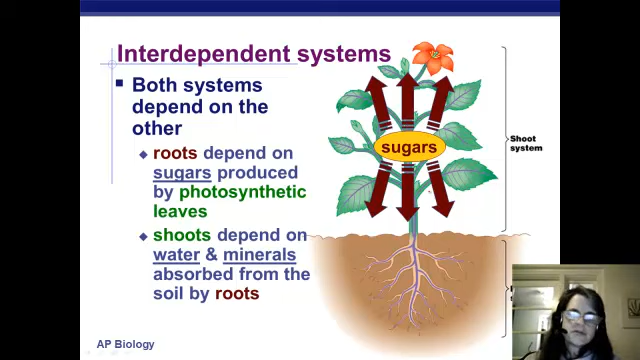 Interdependent systems
Both systems
depend on the
other
roots depend on
sugars produced
by photosynthetic
leaves
shoots depend on
water & minerals
absorbed from the
soil by roots
sugars
Shoot
system
AP Biology